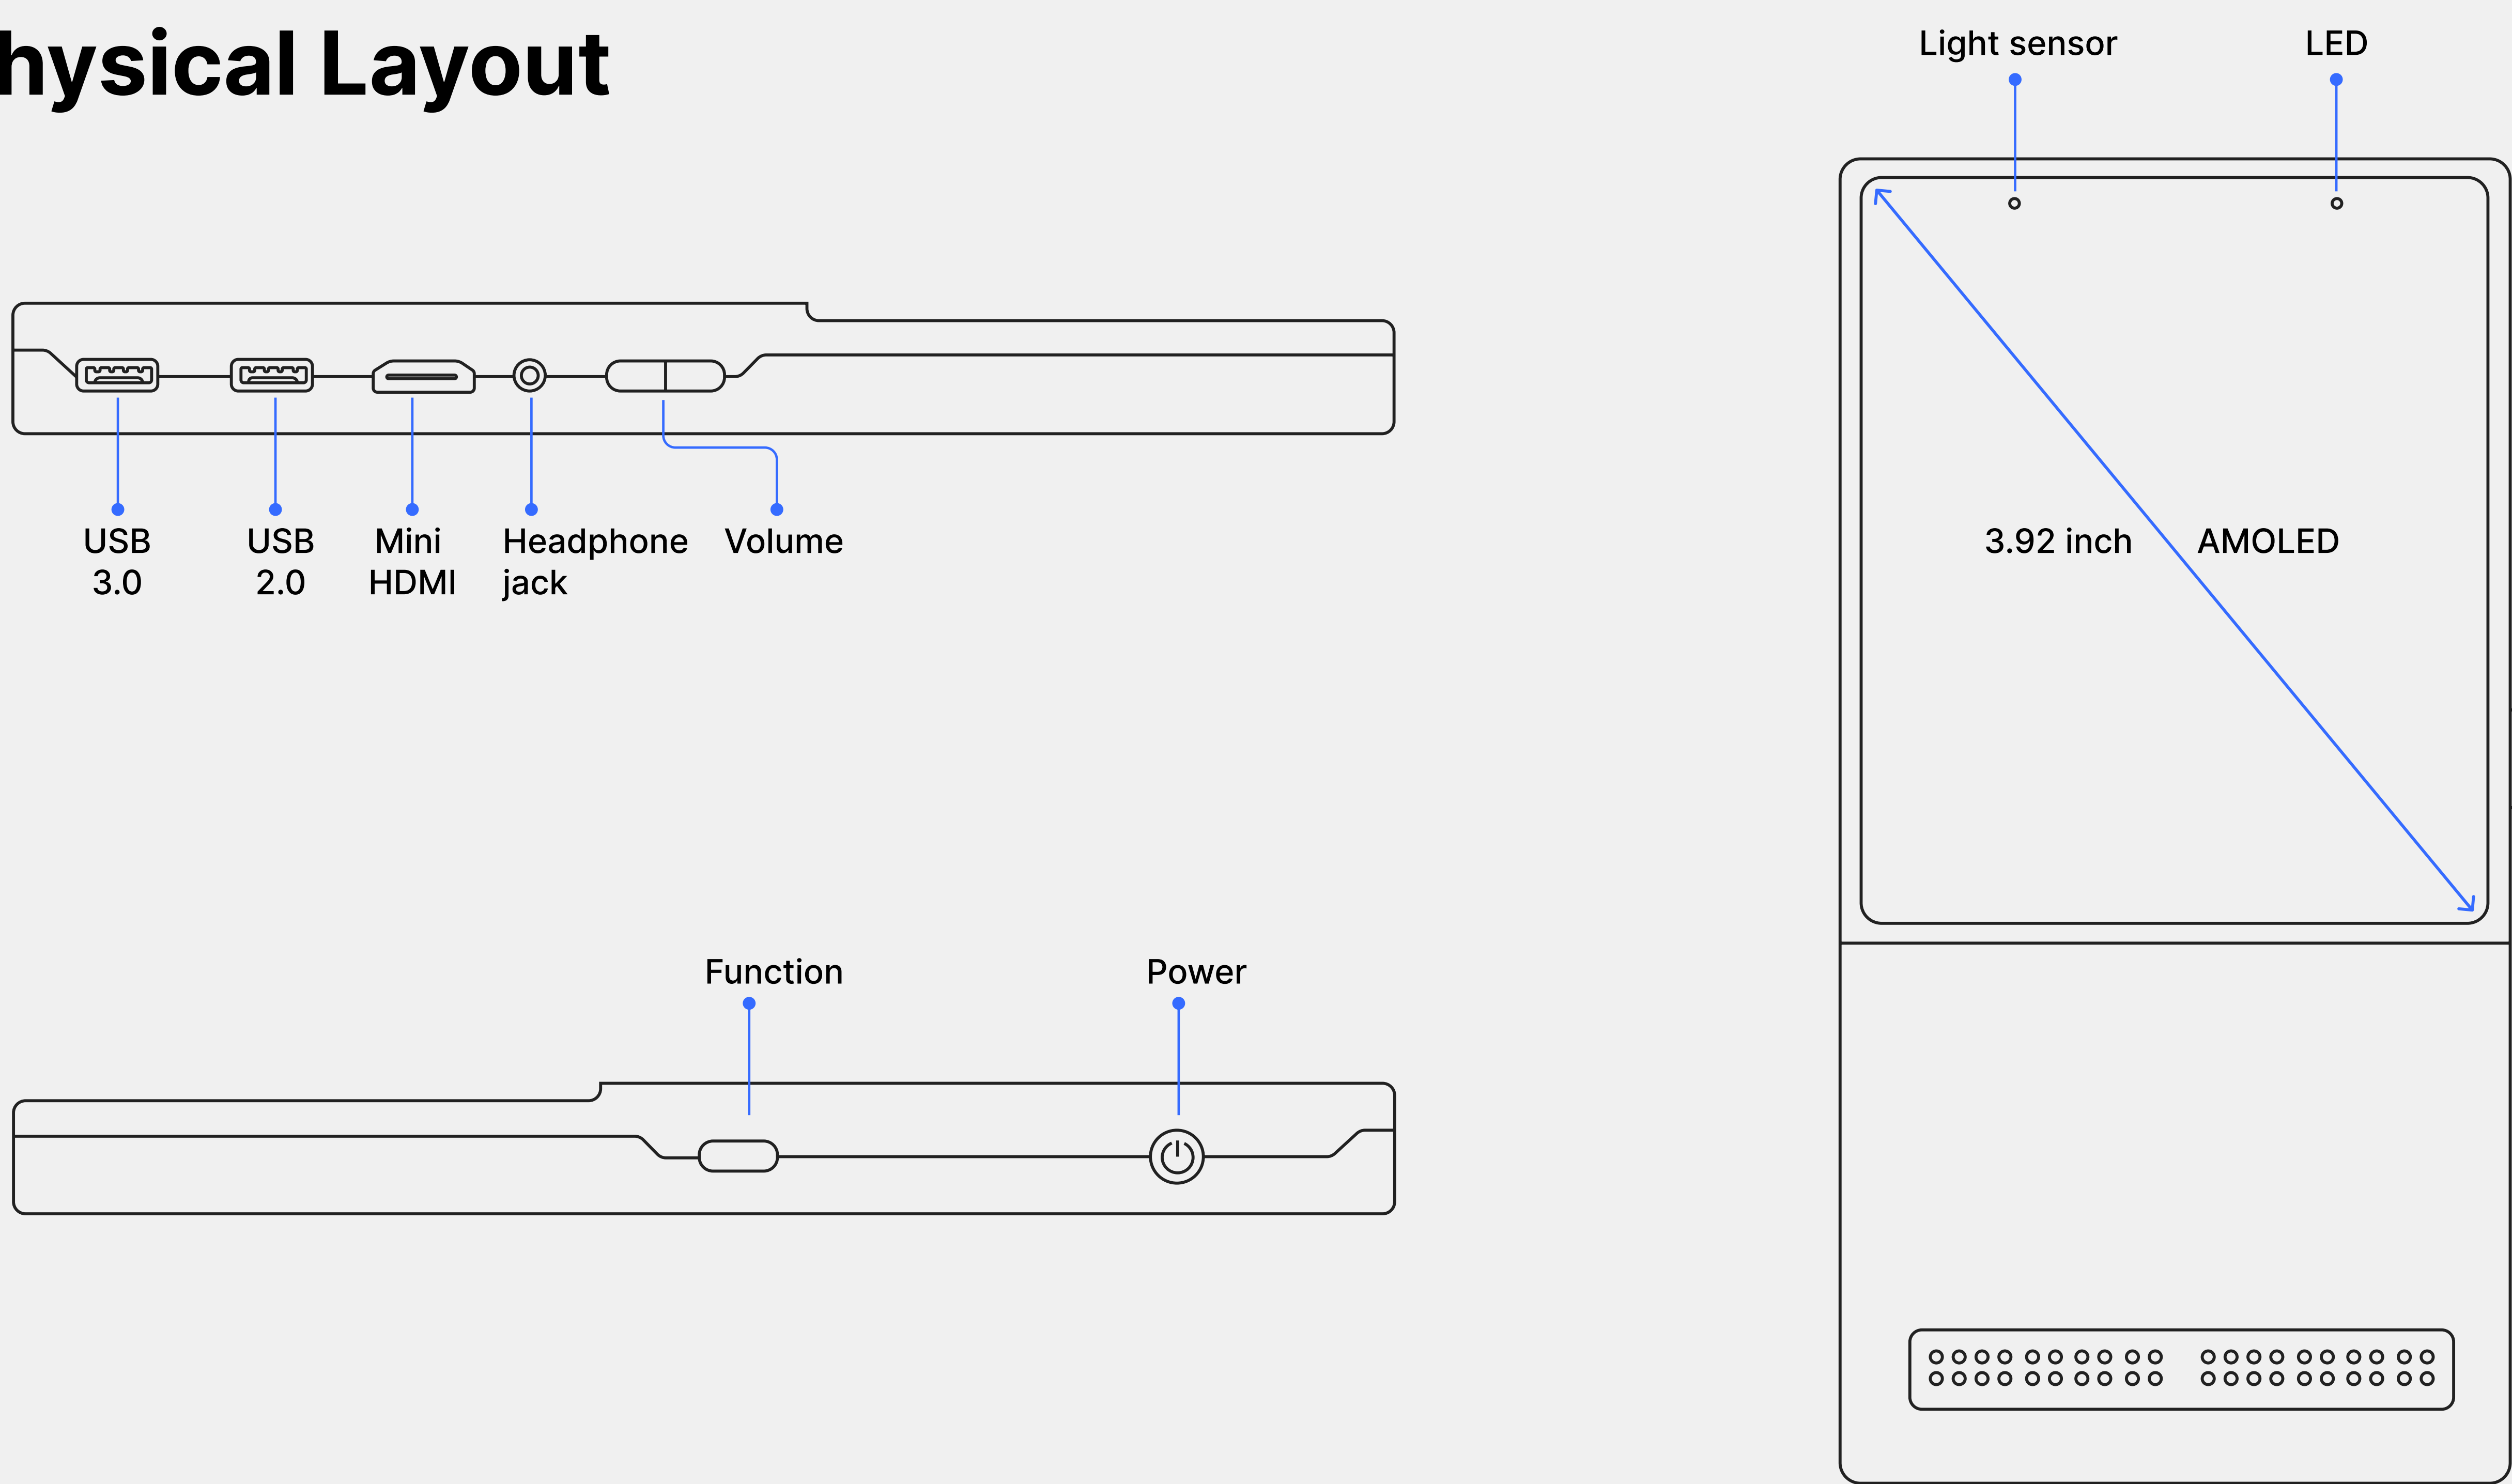 hysical Layout
Light sensor
LED
USB
3.0
USB
2.0
Mini
HDMI
Headphone
jack
Volume
3.92 inch
AMOLED
Function
Power